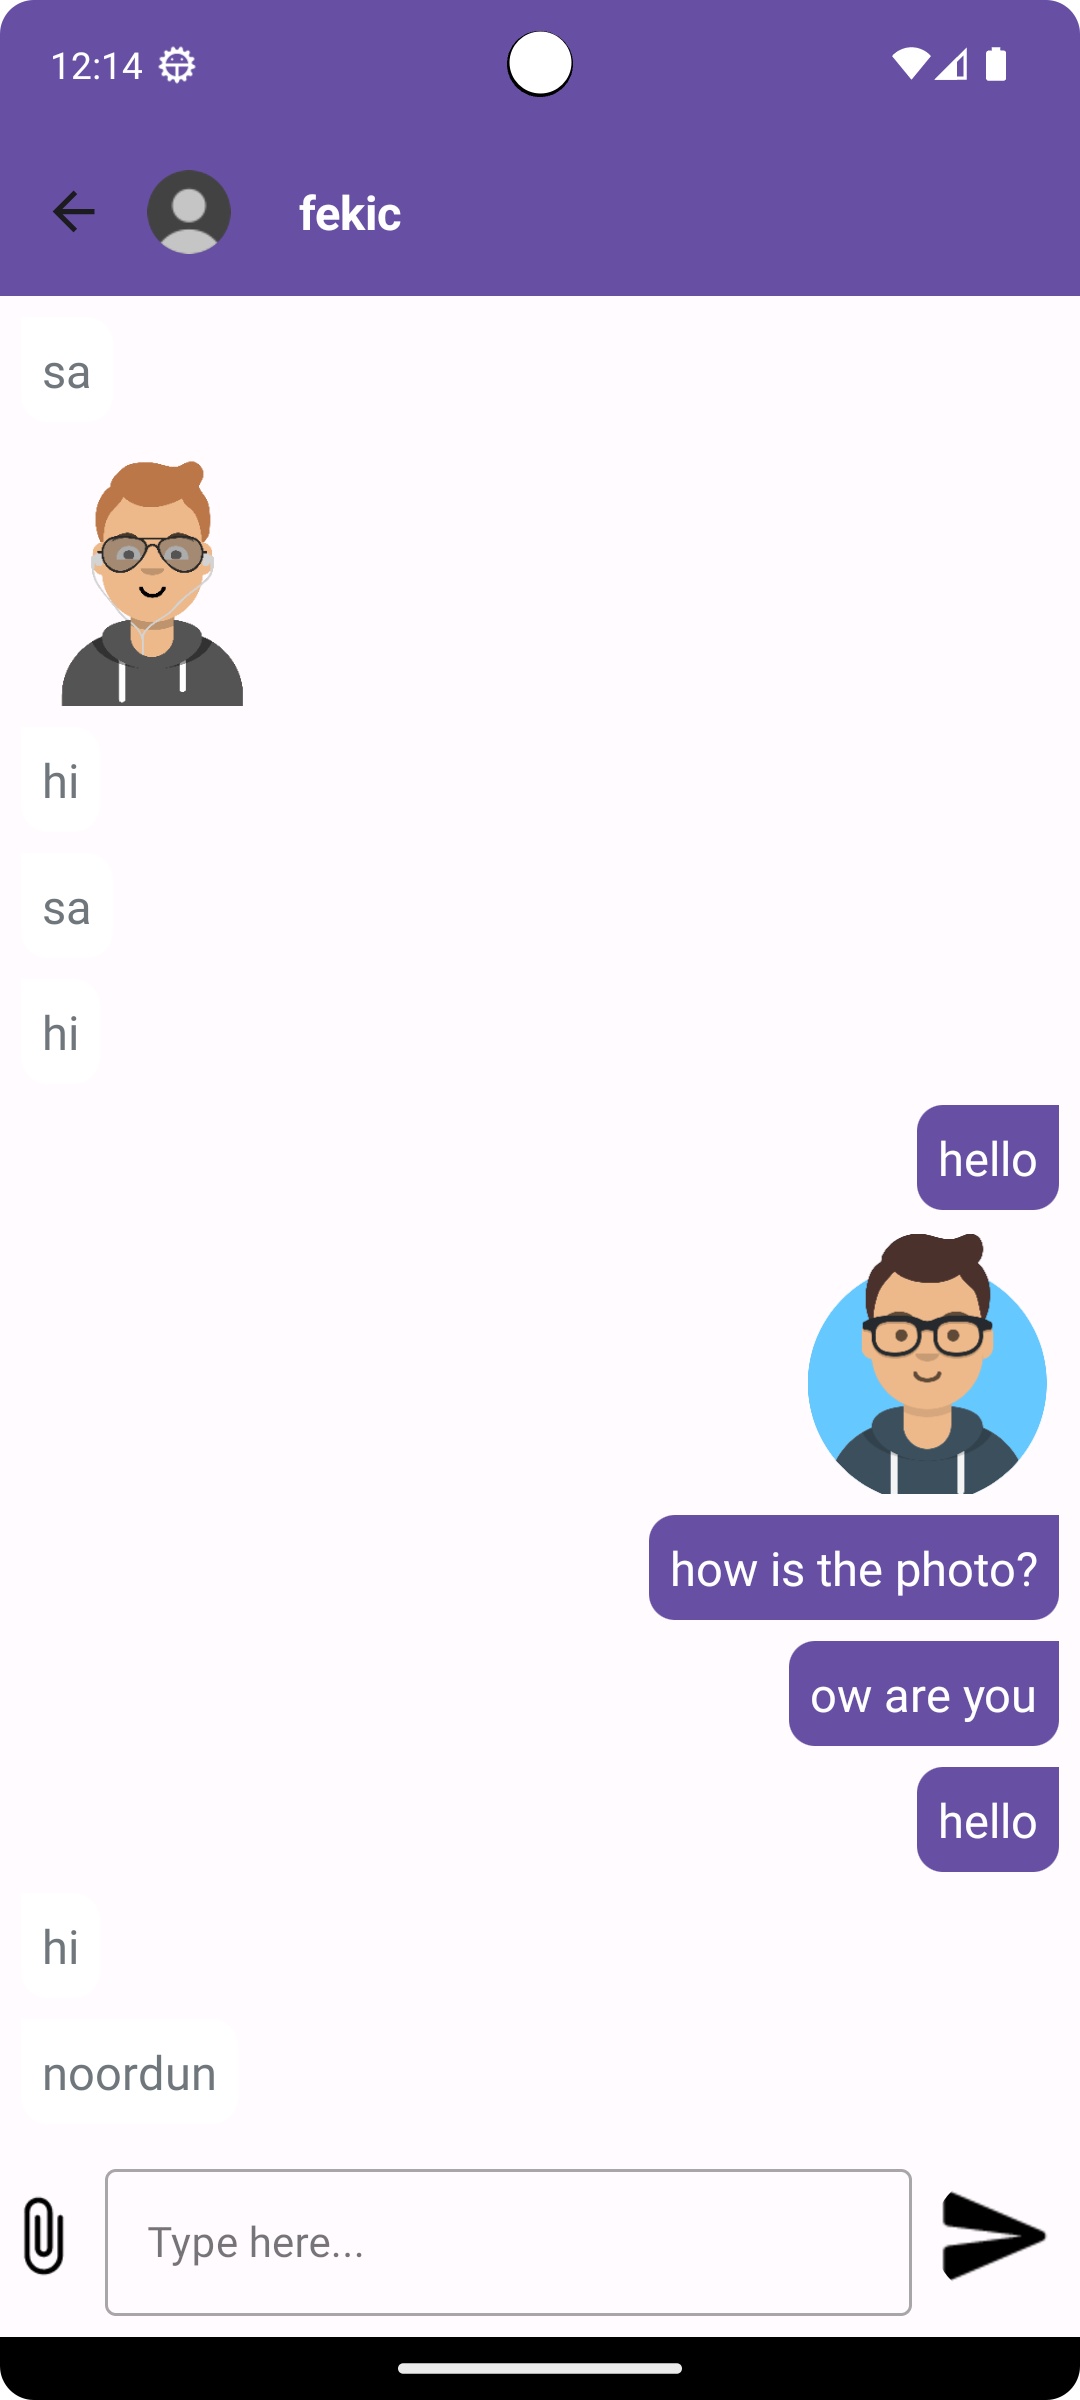 12:14
fekic
sa
hi
sa
hi
hello
how is the photo?
ow are you
hello
hi
noordun
Type here...